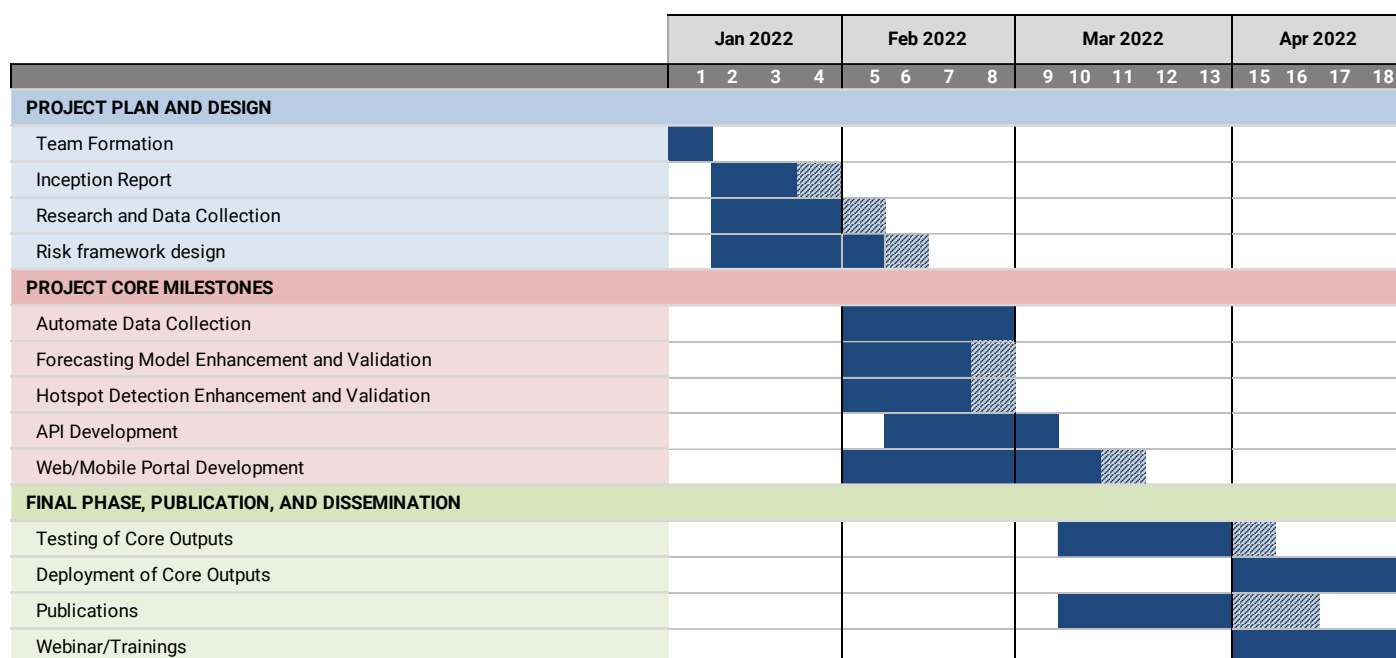 Jan 2022 Feb 2022 Mar 2022 Apr 2022
1 2 3 4 5 6 7 8 9 10 11 12 13 15 16 17 18
PROJECT PLAN AND DESIGN
Team Formation
Inception Report
Research and Data Collection
Risk framework design
PROJECT CORE MILESTONES
Automate Data Collection
Forecasting Model Enhancement and Validation
Hotspot Detection Enhancement and Validation
API Development
Web/Mobile Portal Development
FINAL PHASE, PUBLICATION, AND DISSEMINATION
Testing of Core Outputs
Deployment of Core Outputs
Publications
Webinar/Trainings